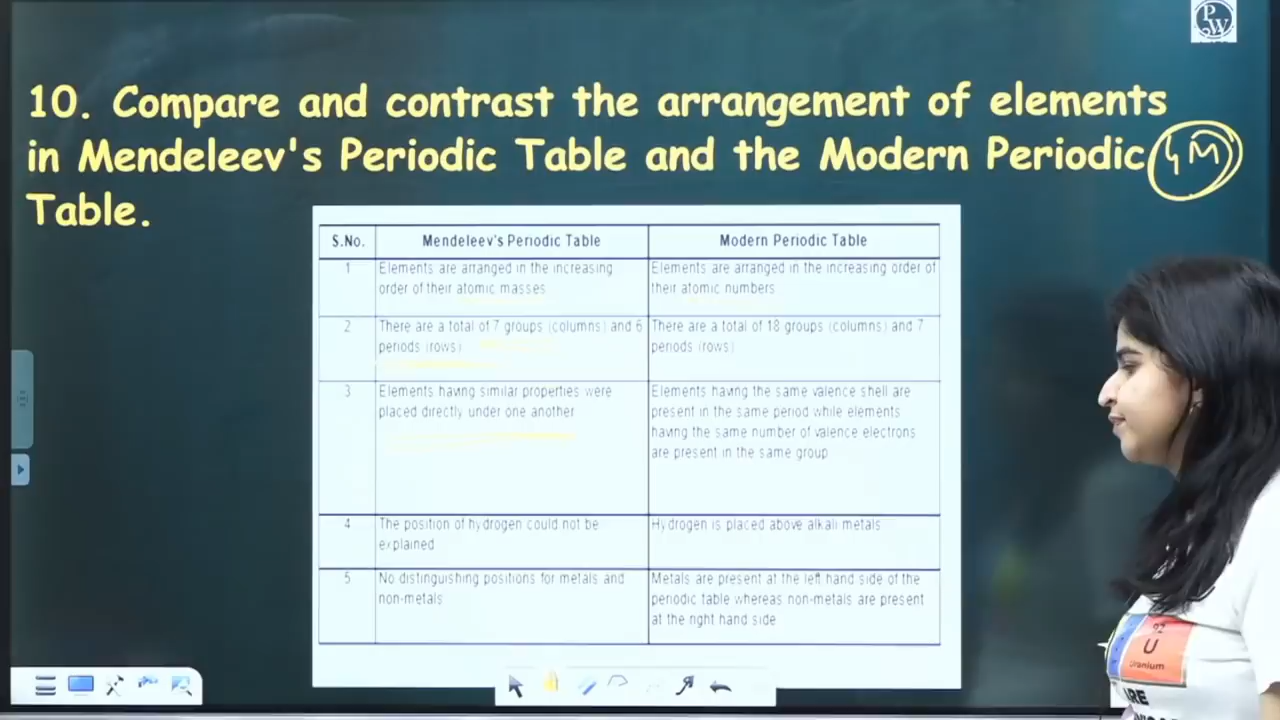 PW
10. Compare and contrast the arrangement of elements
in Mendeleev's Periodic Table and the Modern Periodic
4M
Table.
S.No. Mendeleev's Periodic Table Modern Periodic Table
1 Elements are arranged in the increasing Elements are arranged in the increasing order of
order of their atomic masses their atomic numbers
2 There are a total of 7 groups (columns) and 6 There are a total of 18 groups (columns) and 7
periods (rows) periods (rows)
3 Elements having similar properties were Elements having the same valence shell are
placed directly under one another present in the same period while elements
having the same number of valence electrons
are present in the same group
4 The position of hydrogen could not be Hydrogen is placed above alkali metals
explained
5 No distinguishing positions for metals and Metals are present at the left hand side of the
non-metals periodic table whereas non-metals are present
at the right hand side
92
U
Uranium
ARE